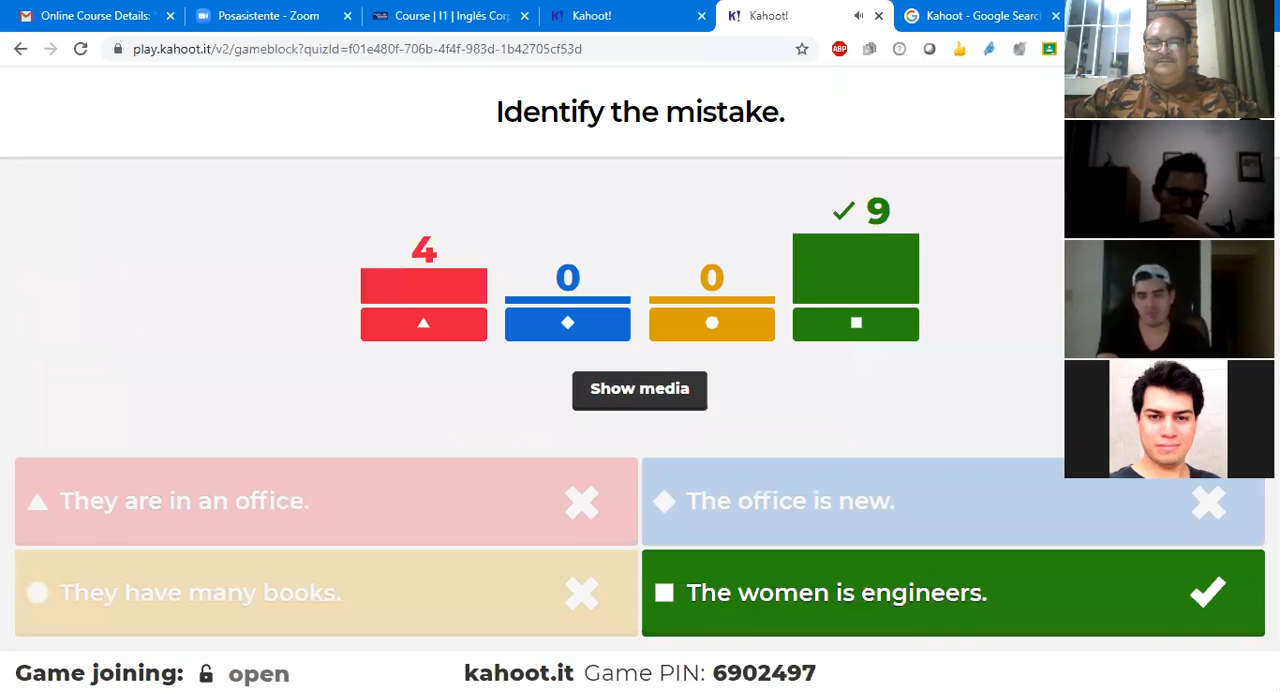 Online Course Details:
Posasistente - Zoom
Course | I1 | Inglés Corp
Kahoot!
Kahoot!
Kahoot - Google Search
play.kahoot.it/v2/gameblock?quizId=f01e480f-706b-4f4f-983d-1b42705cf53d
ABP
Identify the mistake.
4
0
0
9
Show media
They are in an office.
The office is new.
They have many books.
The women is engineers.
Game joining: open
kahoot.it Game PIN: 6902497